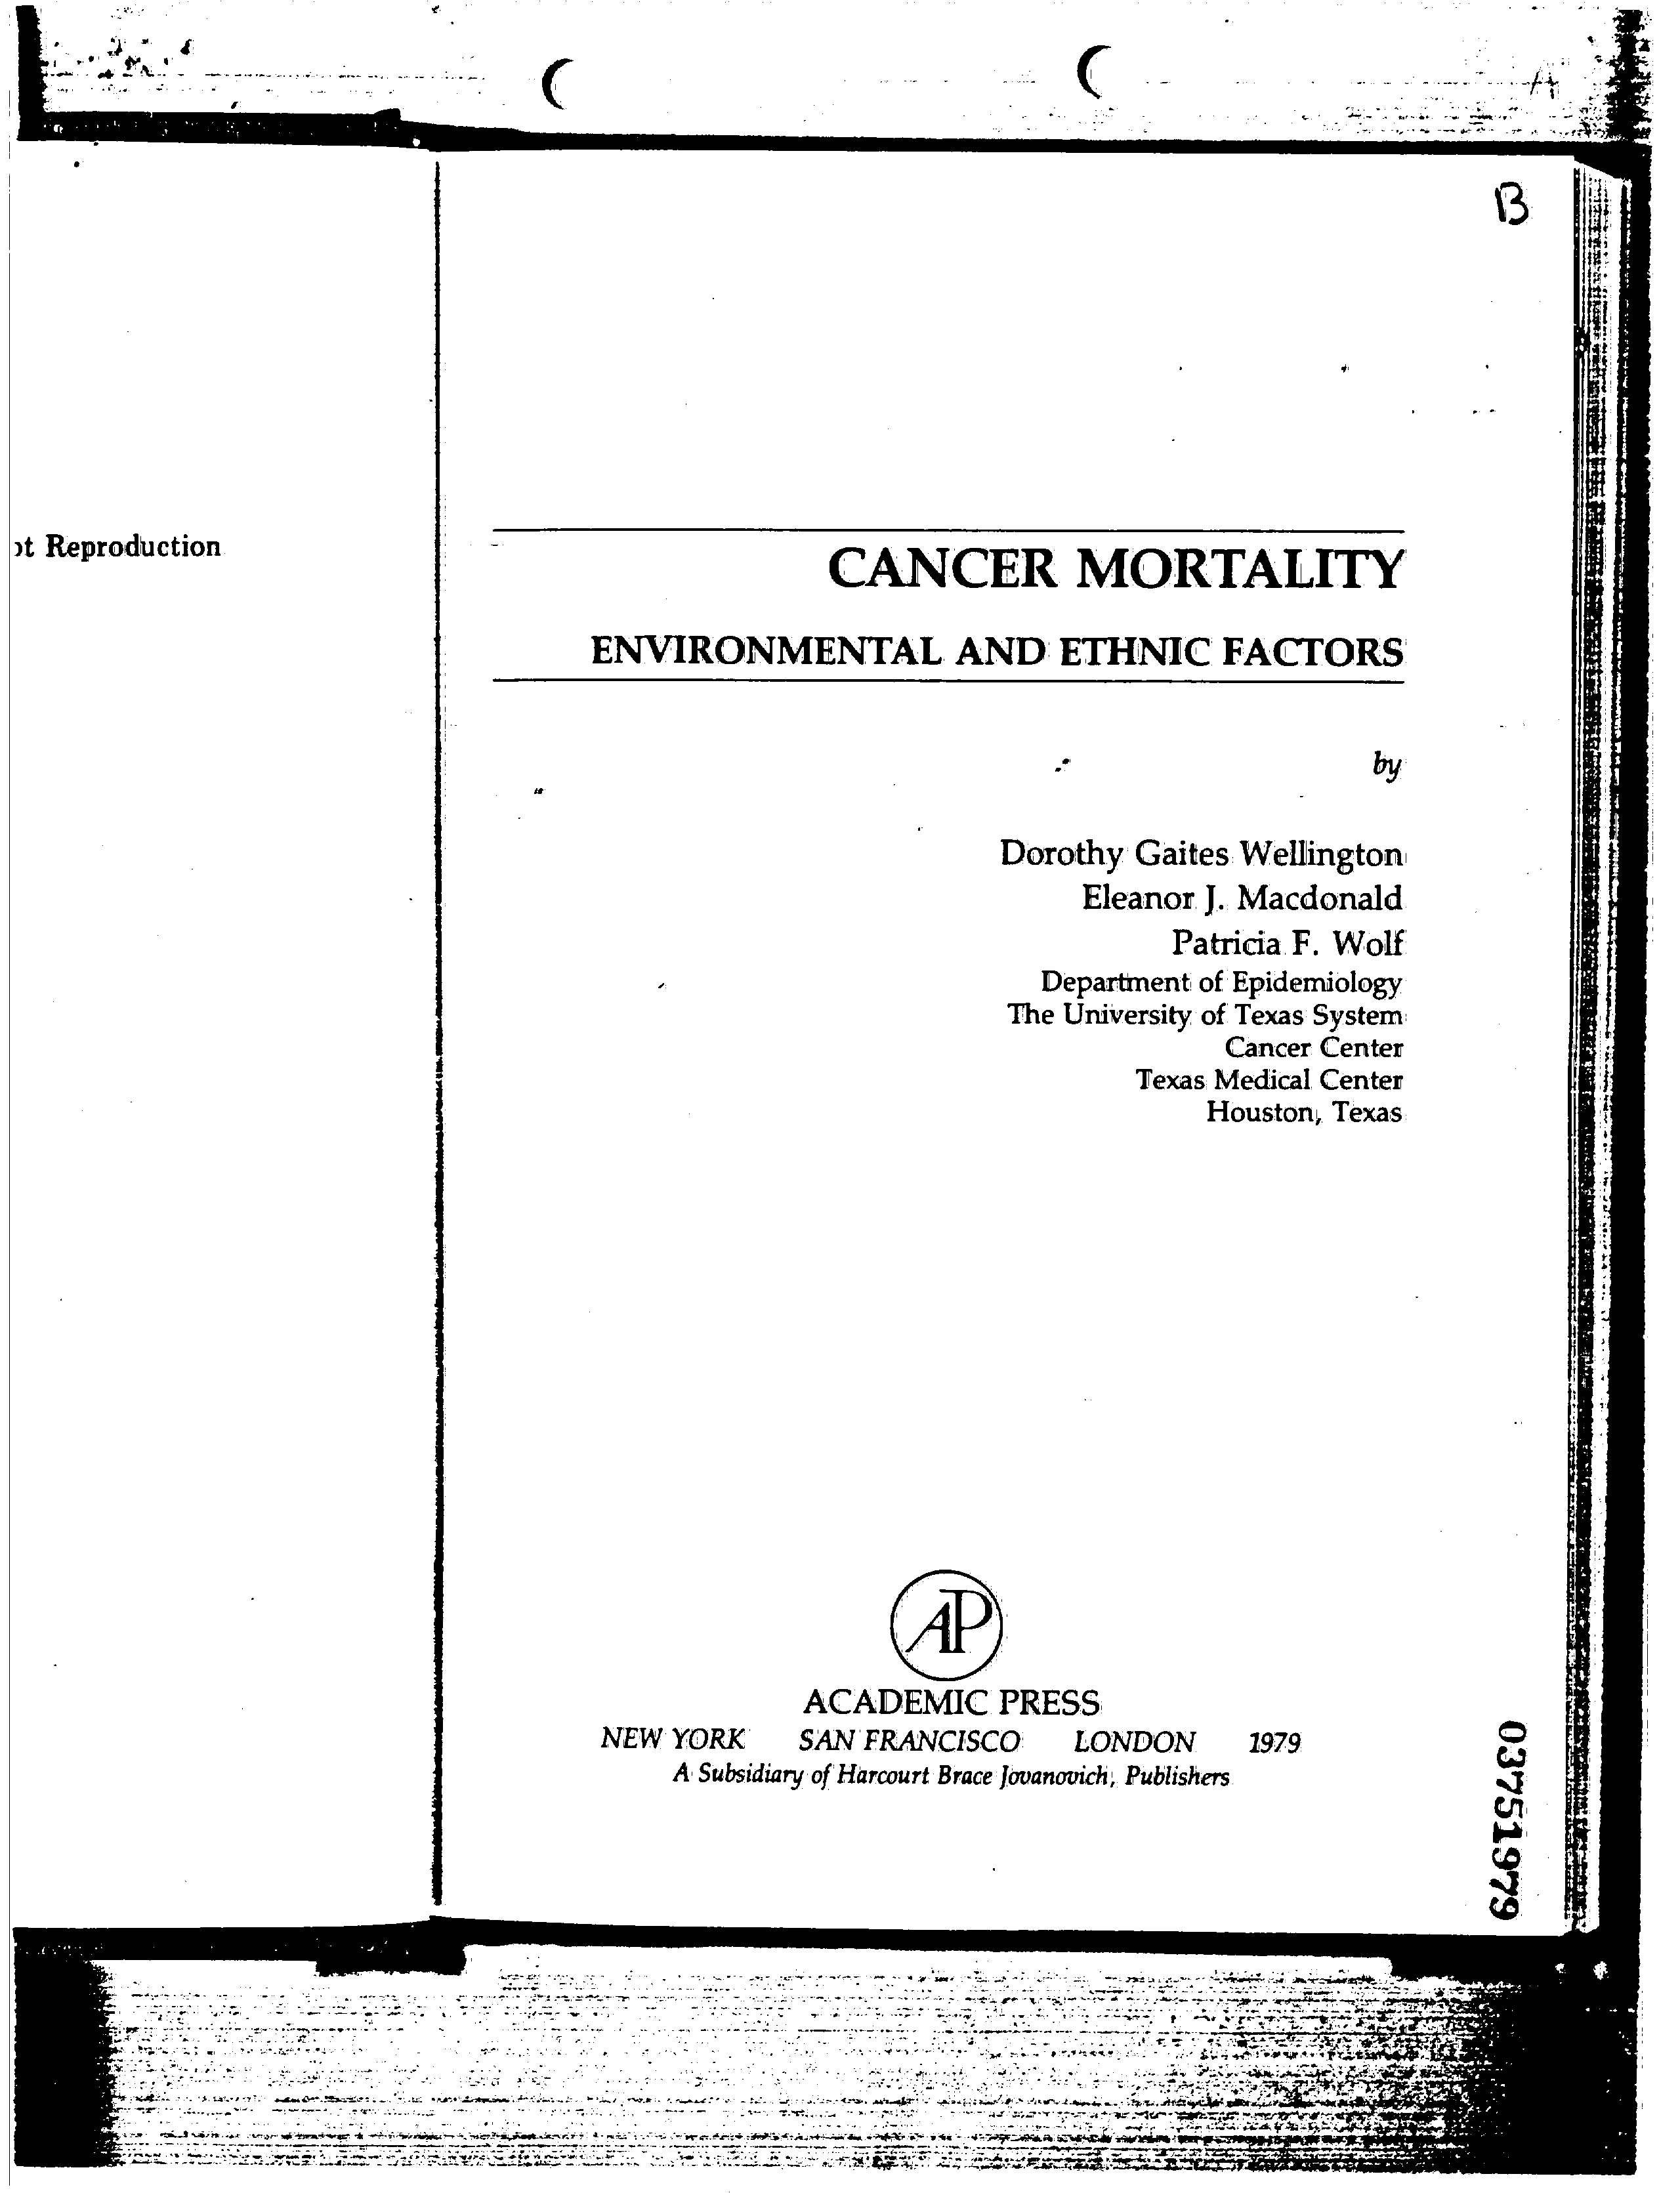 A
B
Reproduction
CANCER MORTALITY
ENVIRONMENTAL AND ETHNIC FACTORS
by
Dorothy Gaites Wellington
Eleanor J. Macdonald
Patricia F. Wolf
Department of Epidemiology
The University of Texas System
Cancer Center
Texas Medical Center
Houston, Texas
AP
ACADEMIC PRESS
NEW YORK SAN FRANCISCO LONDON 1979
A Subsidiary of Harcourt Brace Jovanovich, Publishers
03751979